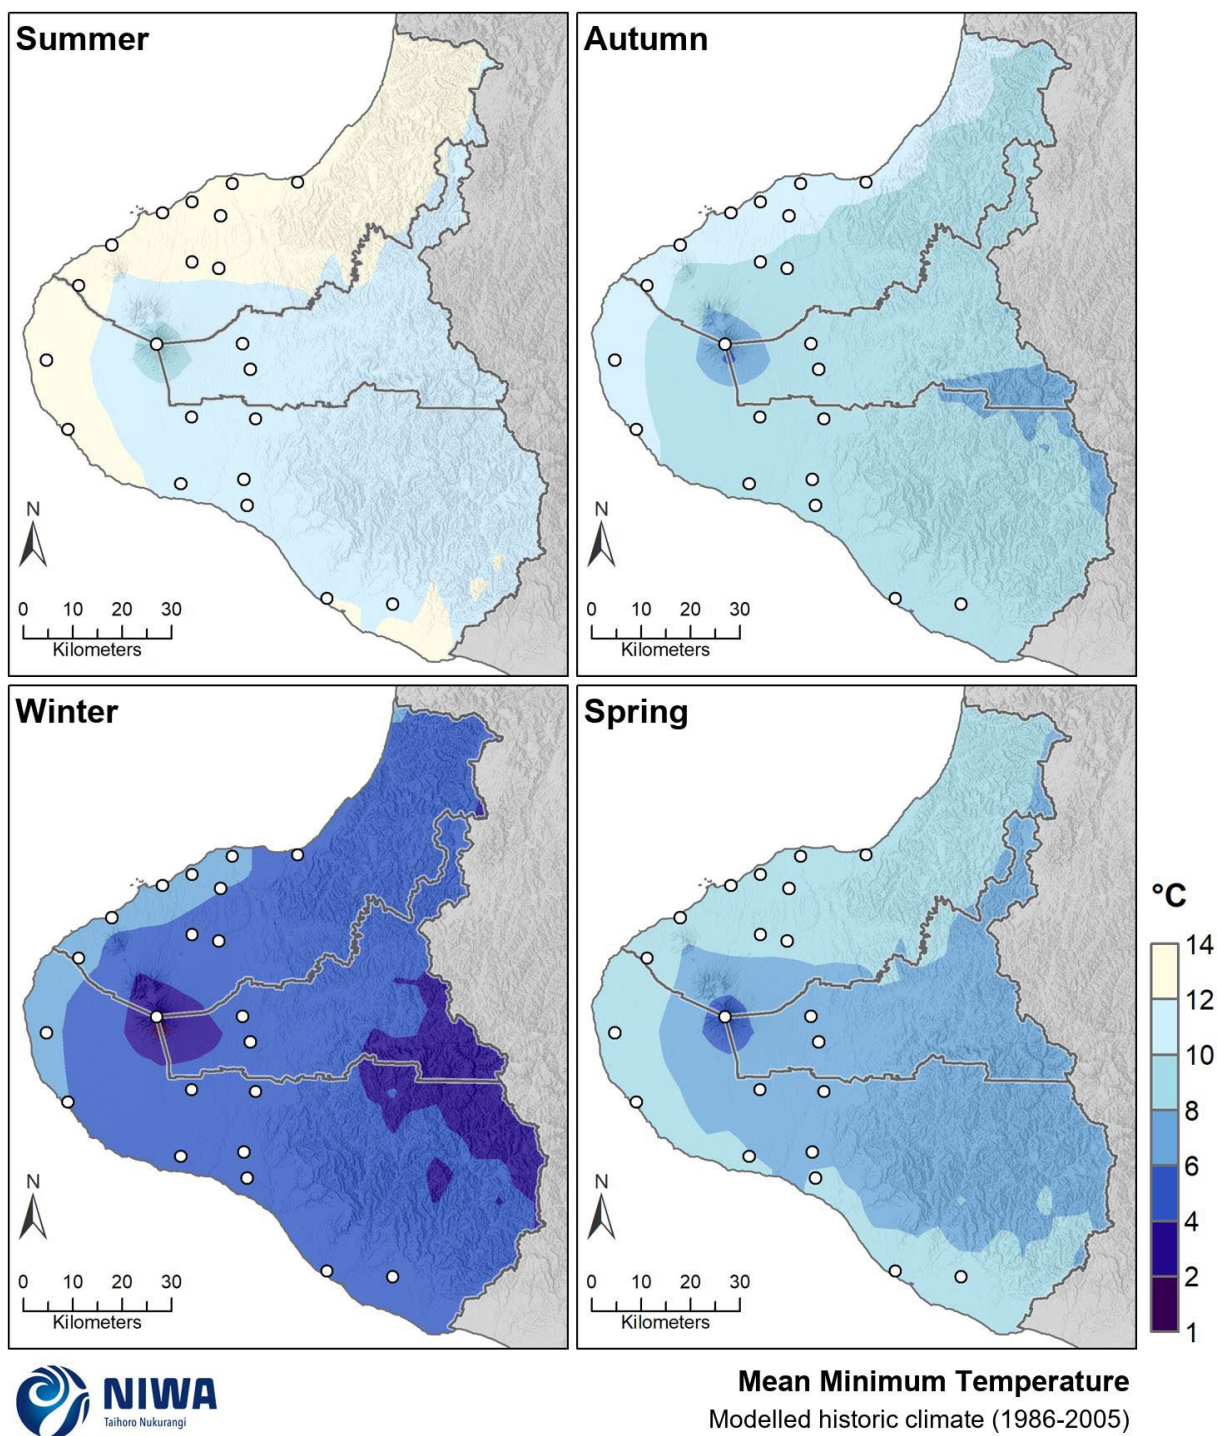 Summer
N
0 10 20 30
Kilometers
Autumn
N
0 10 20 30
Kilometers
Winter
N
0 10 20 30
Kilometers
Spring
N
0 10 20 30
Kilometers
°C
14
12
10
8
6
4
2
1
NIWA
Taihoro Nukurangi
Mean Minimum Temperature
Modelled historic climate (1986-2005)